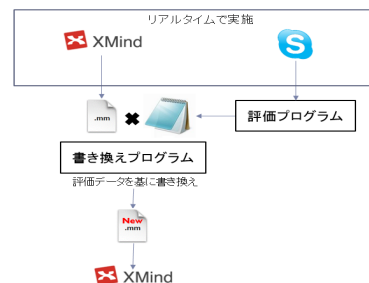 リアルタイムで実施
XMind
S
.mm
評価プログラム
書き換えプログラム
評価データを基に書き換え
New
.mm
XMind